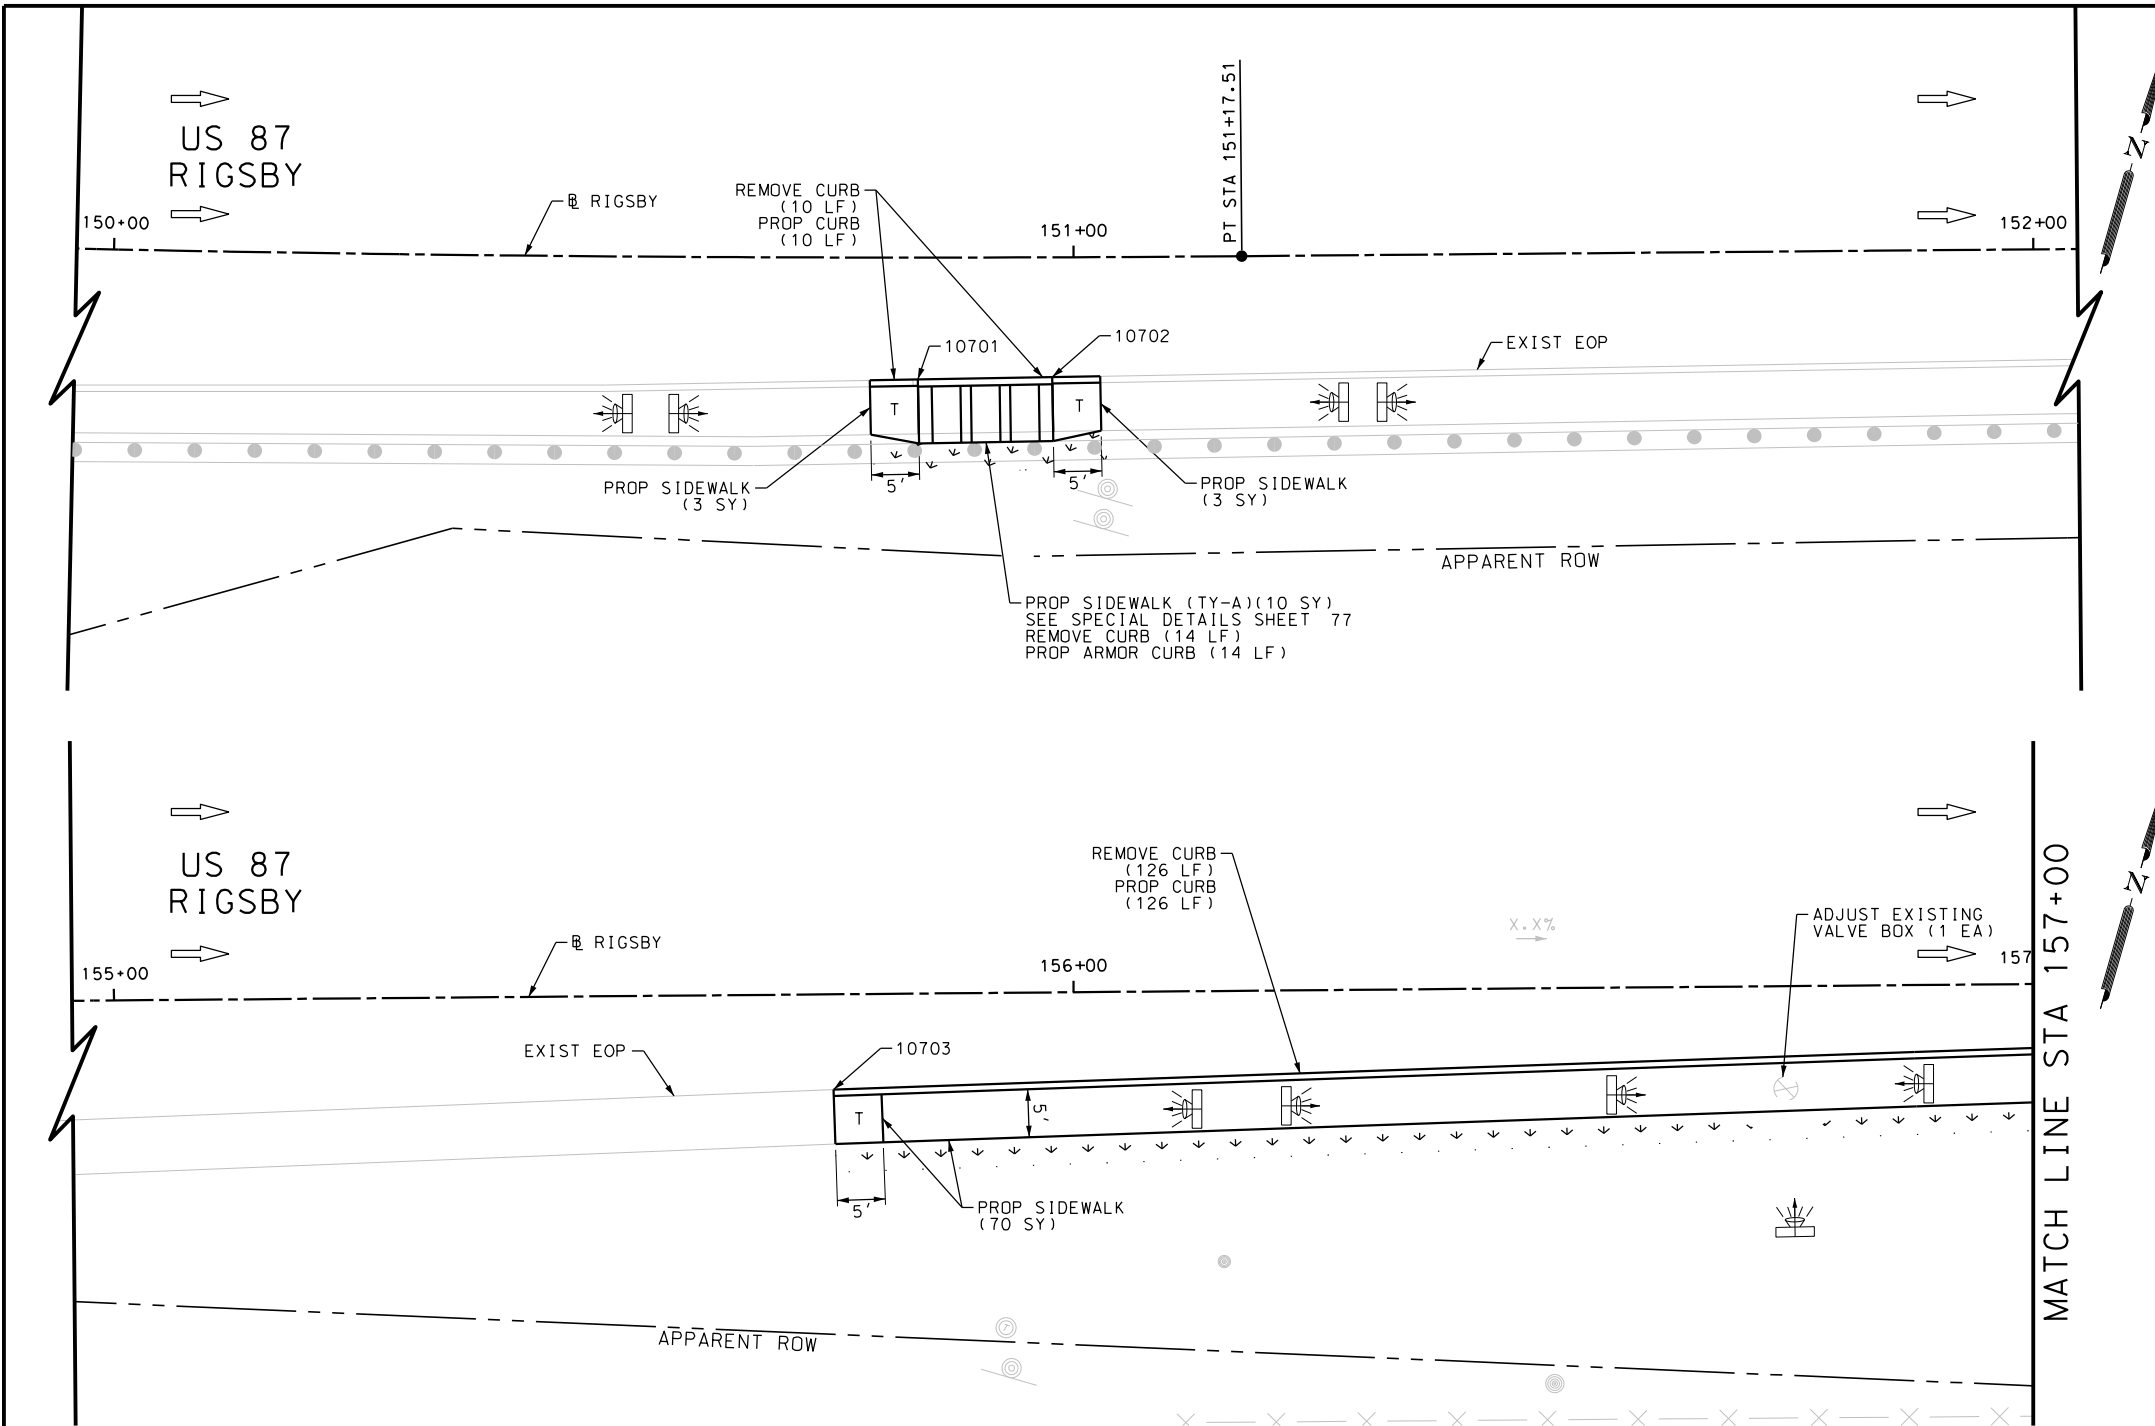 US 87
RIGSBY
150+00
℄ RIGSBY
REMOVE CURB
(10 LF)
PROP CURB
(10 LF)
151+00
PT STA 151+17.51
152+00
N
10701
10702
EXIST EOP
T
T
5'
5'
PROP SIDEWALK
(3 SY)
PROP SIDEWALK
(3 SY)
APPARENT ROW
PROP SIDEWALK (TY-A)(10 SY)
SEE SPECIAL DETAILS SHEET 77
REMOVE CURB (14 LF)
PROP ARMOR CURB (14 LF)
US 87
RIGSBY
155+00
℄ RIGSBY
156+00
REMOVE CURB
(126 LF)
PROP CURB
(126 LF)
X.X%
ADJUST EXISTING
VALVE BOX (1 EA)
157
MATCH LINE STA 157+00
N
EXIST EOP
10703
T
5'
5'
PROP SIDEWALK
(70 SY)
APPARENT ROW